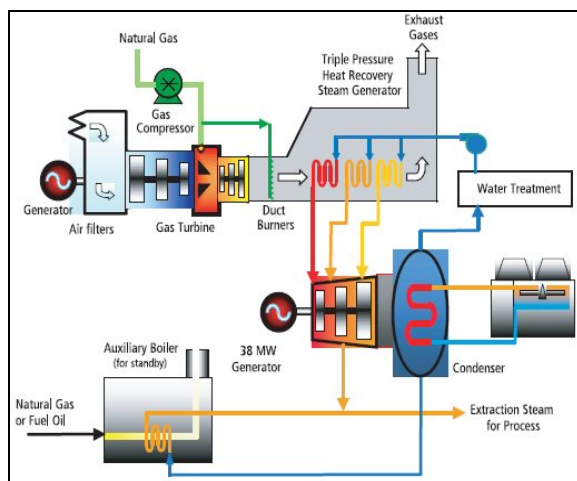 Natural Gas
Gas
Compressor
Exhaust
Gases
Triple Pressure
Heat Recovery
Steam Generator
Generator
Air filters
Gas Turbine
Duct
Burners
Water Treatment
38 MW
Generator
Condenser
Auxiliary Boiler
(for standby)
Natural Gas
or Fuel Oil
Extraction Steam
for Process